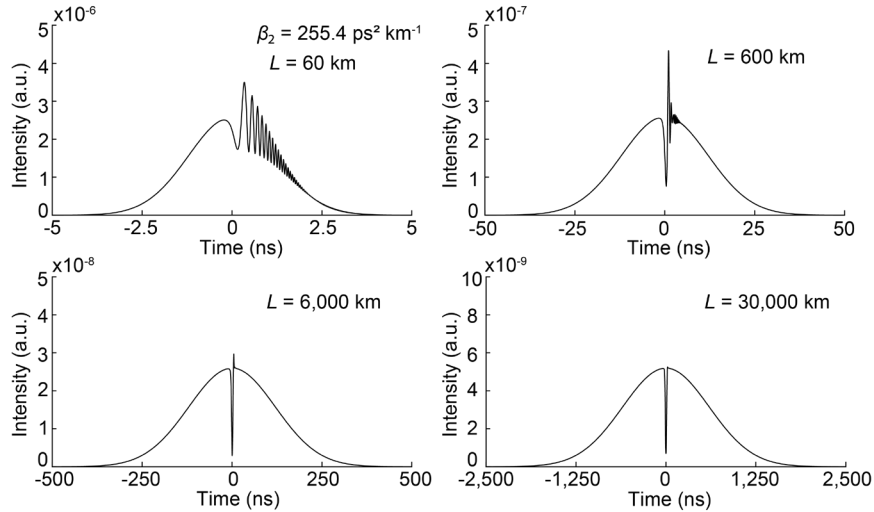 x10⁻⁶
5
4
3
2
1
0
Intensity (a.u.)
β₂ = 255.4 ps² km⁻¹
L = 60 km
-5 -2.5 0 2.5 5
Time (ns)
x10⁻⁷
5
4
3
2
1
0
Intensity (a.u.)
L = 600 km
-50 -25 0 25 50
Time (ns)
x10⁻⁸
5
4
3
2
1
0
Intensity (a.u.)
L = 6,000 km
-500 -250 0 250 500
Time (ns)
x10⁻⁹
10
8
6
4
2
0
Intensity (a.u.)
L = 30,000 km
-2,500 -1,250 0 1,250 2,500
Time (ns)